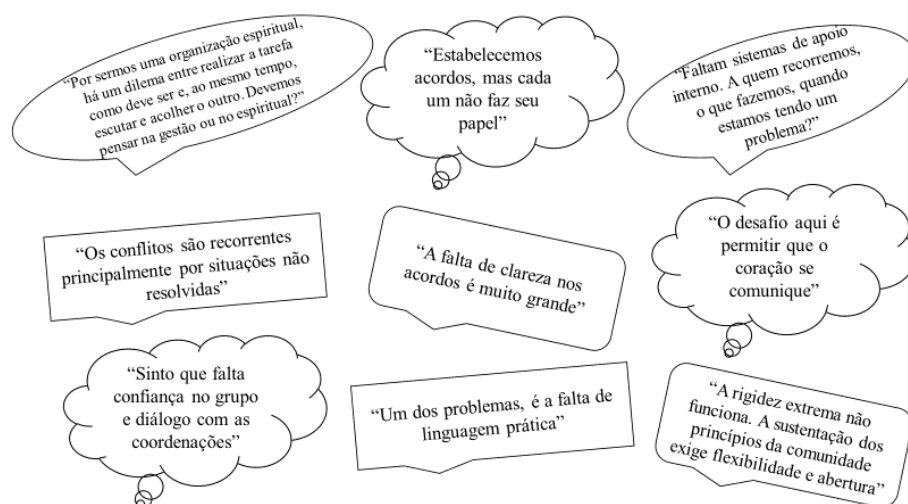 “Por sermos uma organização espiritual,
há um dilema entre realizar a tarefa
como deve ser e, ao mesmo tempo,
escutar e acolher o outro. Devemos
pensar na gestão ou no espiritual?”
“Estabelecemos
acordos, mas cada
um não faz seu
papel”
“Faltam sistemas de apoio
interno. A quem recorremos,
o que fazemos, quando
estamos tendo um
problema?”
“Os conflitos são recorrentes
principalmente por situações não
resolvidas”
“A falta de clareza nos
acordos é muito grande”
“O desafio aqui é
permitir que o
coração se
comunique”
“Sinto que falta
confiança no grupo
e diálogo com as
coordenações”
“Um dos problemas, é a falta de
linguagem prática”
“A rigidez extrema não
funciona. A sustentação dos
princípios da comunidade
exige flexibilidade e abertura”